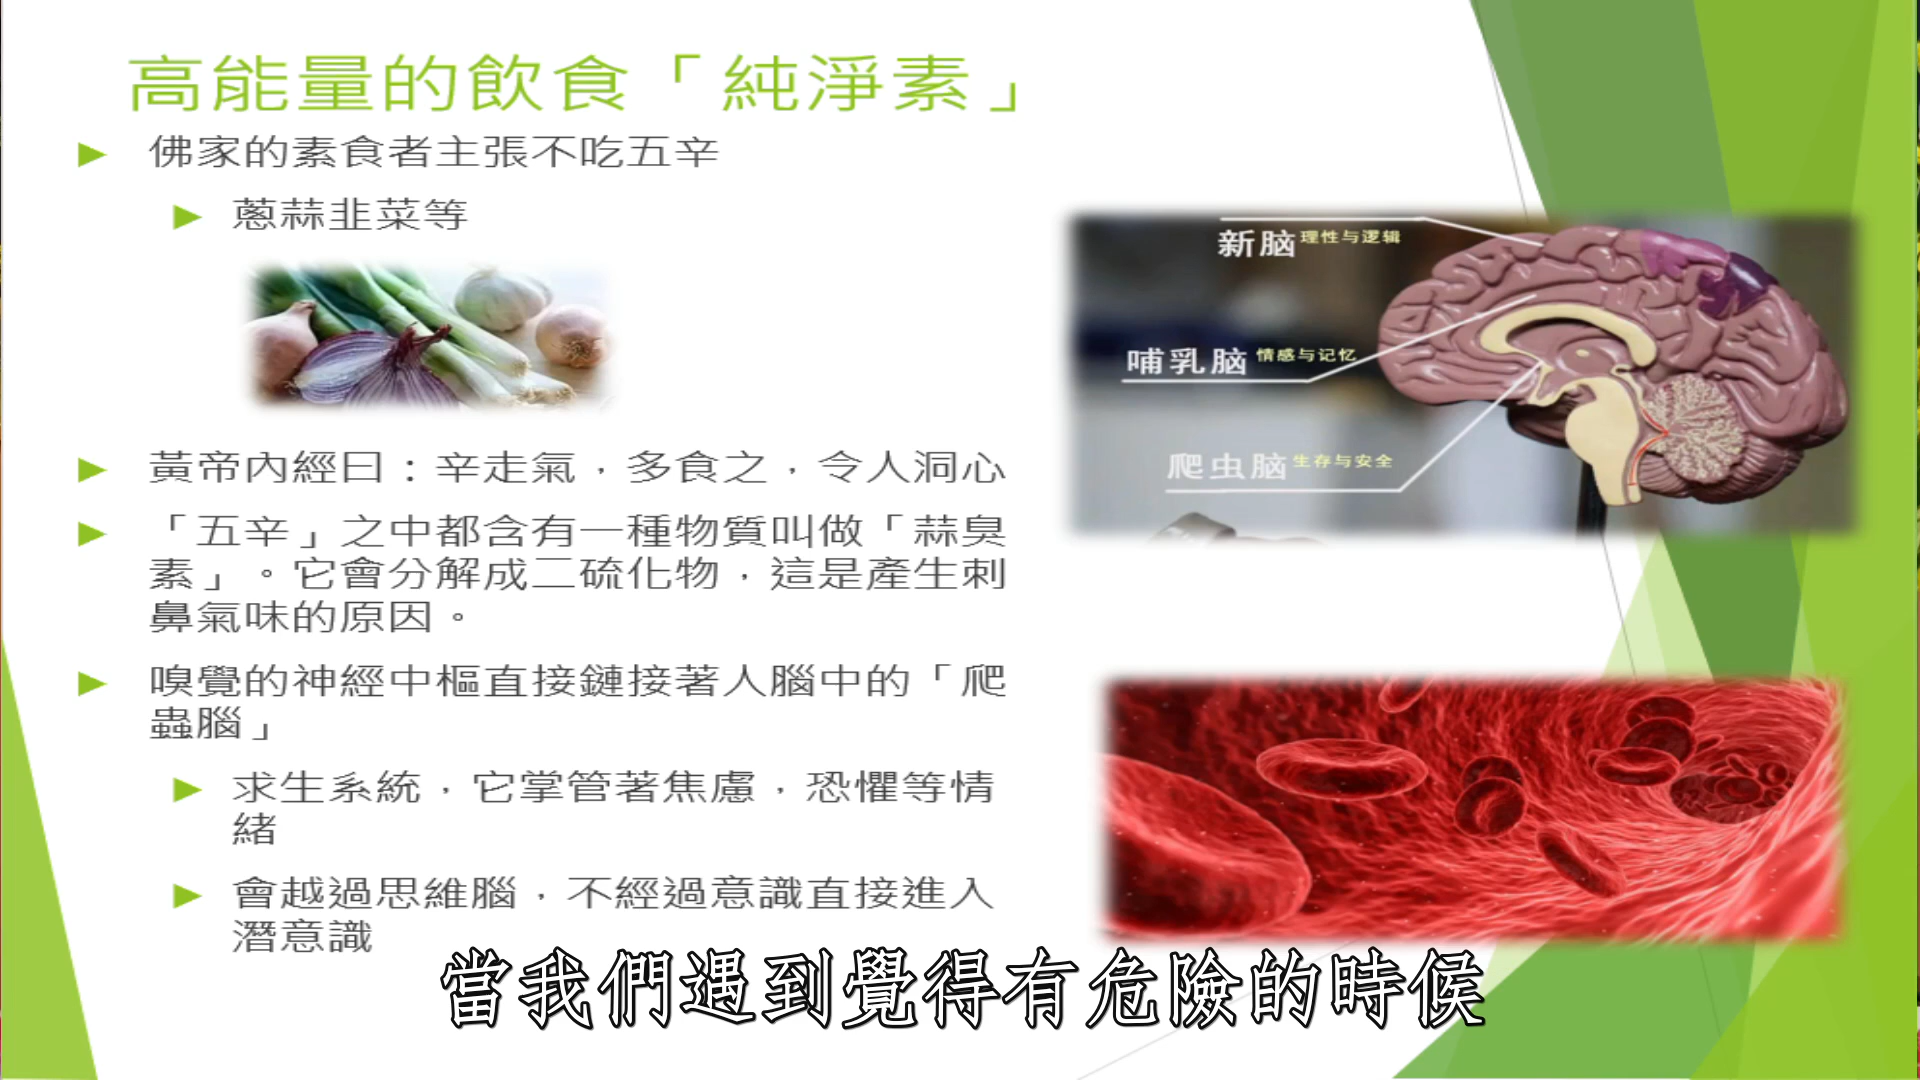 高能量的飲食「純淨素」
佛家的素食者主張不吃五辛
蔥蒜韭菜等
黃帝內經曰：辛走氣，多食之，令人洞心
「五辛」之中都含有一種物質叫做「蒜臭
素」。它會分解成二硫化物，這是產生刺
鼻氣味的原因。
嗅覺的神經中樞直接鏈接著人腦中的「爬
蟲腦」
求生系統，它掌管著焦慮，恐懼等情
緒
會越過思維腦，不經過意識直接進入
潛意識
新脑 理性与逻辑
哺乳脑 情感与记忆
爬虫脑 生存与安全
當我們遇到覺得有危險的時候